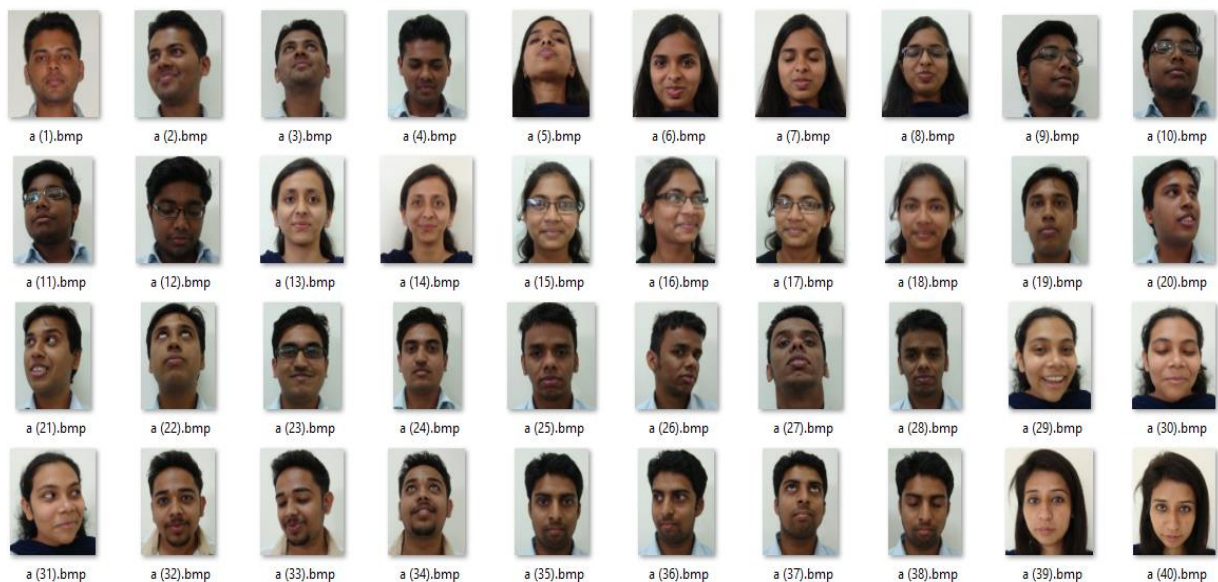 a (1).bmp a (2).bmp a (3).bmp a (4).bmp a (5).bmp a (6).bmp a (7).bmp a (8).bmp a (9).bmp a (10).bmp
a (11).bmp a (12).bmp a (13).bmp a (14).bmp a (15).bmp a (16).bmp a (17).bmp a (18).bmp a (19).bmp a (20).bmp
a (21).bmp a (22).bmp a (23).bmp a (24).bmp a (25).bmp a (26).bmp a (27).bmp a (28).bmp a (29).bmp a (30).bmp
a (31).bmp a (32).bmp a (33).bmp a (34).bmp a (35).bmp a (36).bmp a (37).bmp a (38).bmp a (39).bmp a (40).bmp